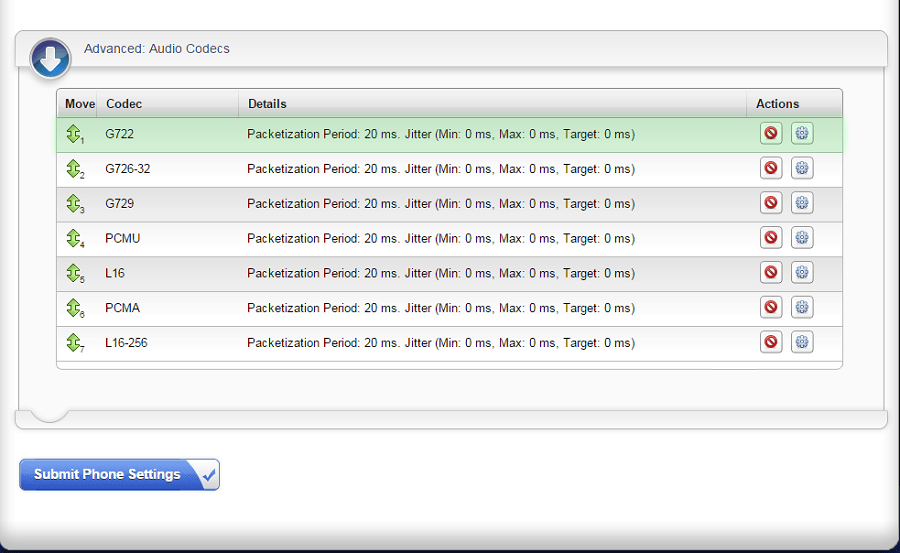 Advanced: Audio Codecs
Move Codec Details Actions
1 G722 Packetization Period: 20 ms. Jitter (Min: 0 ms, Max: 0 ms, Target: 0 ms)
2 G726-32 Packetization Period: 20 ms. Jitter (Min: 0 ms, Max: 0 ms, Target: 0 ms)
3 G729 Packetization Period: 20 ms. Jitter (Min: 0 ms, Max: 0 ms, Target: 0 ms)
4 PCMU Packetization Period: 20 ms. Jitter (Min: 0 ms, Max: 0 ms, Target: 0 ms)
5 L16 Packetization Period: 20 ms. Jitter (Min: 0 ms, Max: 0 ms, Target: 0 ms)
6 PCMA Packetization Period: 20 ms. Jitter (Min: 0 ms, Max: 0 ms, Target: 0 ms)
7 L16-256 Packetization Period: 20 ms. Jitter (Min: 0 ms, Max: 0 ms, Target: 0 ms)
Submit Phone Settings